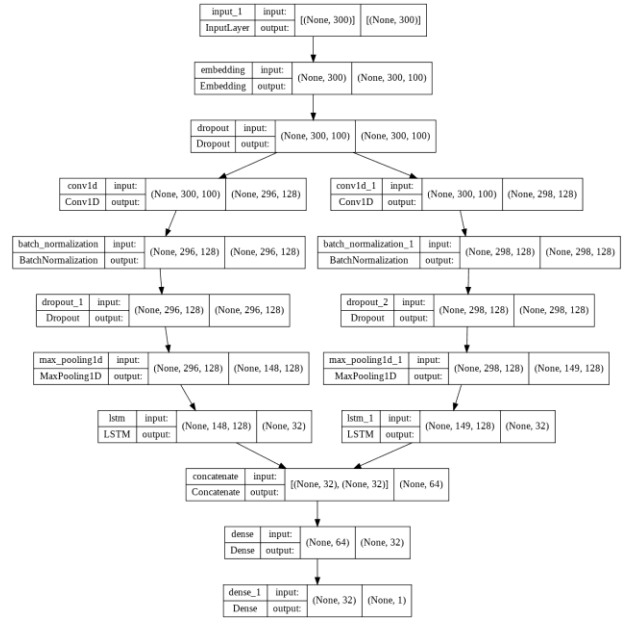 input_1 input: [(None, 300)] [(None, 300)]
InputLayer output:
embedding input: (None, 300) (None, 300, 100)
Embedding output:
dropout input: (None, 300, 100) (None, 300, 100)
Dropout output:
conv1d input: (None, 300, 100) (None, 296, 128)
Conv1D output:
conv1d_1 input: (None, 300, 100) (None, 298, 128)
Conv1D output:
batch_normalization input: (None, 296, 128) (None, 296, 128)
BatchNormalization output:
batch_normalization_1 input: (None, 298, 128) (None, 298, 128)
BatchNormalization output:
dropout_1 input: (None, 296, 128) (None, 296, 128)
Dropout output:
dropout_2 input: (None, 298, 128) (None, 298, 128)
Dropout output:
max_pooling1d input: (None, 296, 128) (None, 148, 128)
MaxPooling1D output:
max_pooling1d_1 input: (None, 298, 128) (None, 149, 128)
MaxPooling1D output:
lstm input: (None, 148, 128) (None, 32)
LSTM output:
lstm_1 input: (None, 149, 128) (None, 32)
LSTM output:
concatenate input: [(None, 32), (None, 32)] (None, 64)
Concatenate output:
dense input: (None, 64) (None, 32)
Dense output:
dense_1 input: (None, 32) (None, 1)
Dense output: